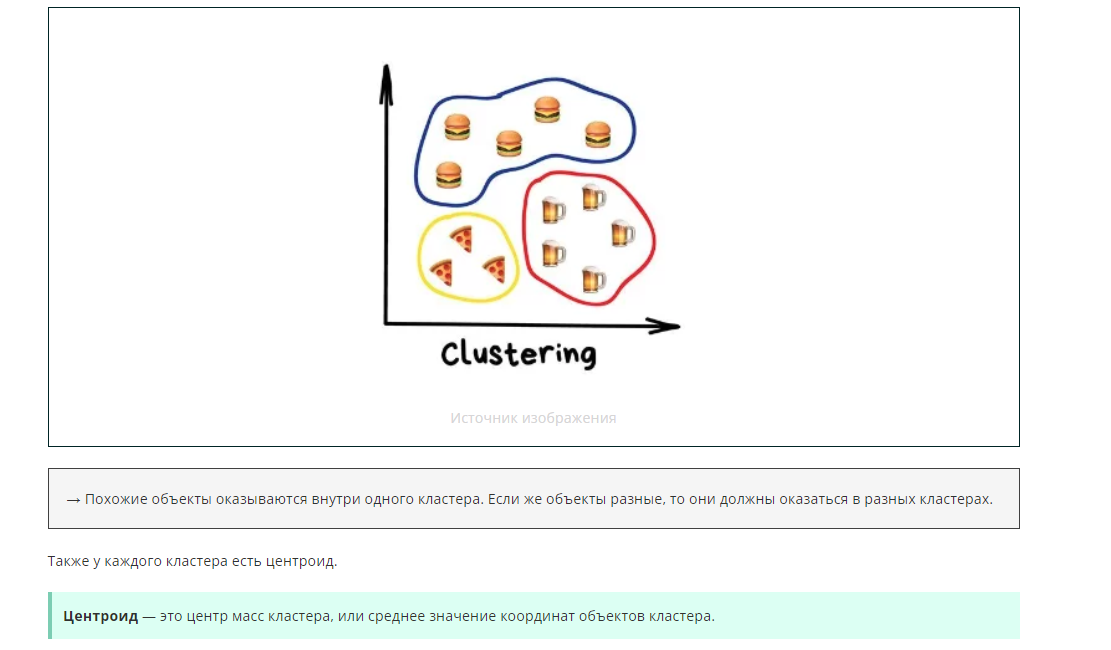 Clustering
Источник изображения
→ Похожие объекты оказываются внутри одного кластера. Если же объекты разные, то они должны оказаться в разных кластерах.
Также у каждого кластера есть центроид.
Центроид — это центр масс кластера, или среднее значение координат объектов кластера.